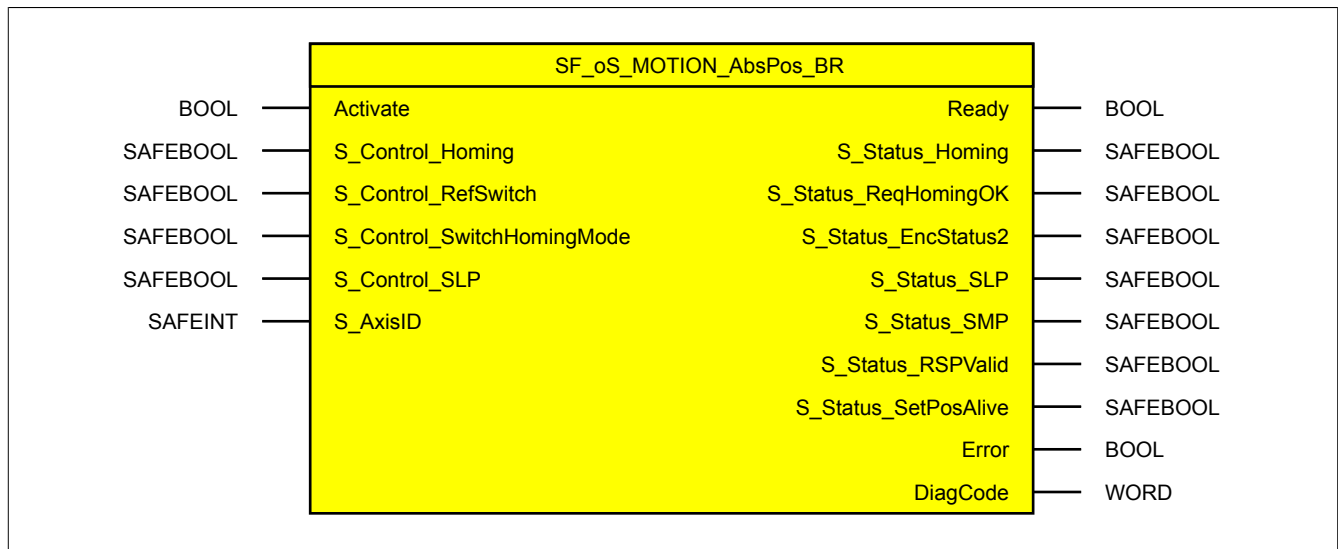 SF_oS_MOTION_AbsPos_BR
BOOL Activate Ready BOOL
SAFEBOOL S_Control_Homing S_Status_Homing SAFEBOOL
SAFEBOOL S_Control_RefSwitch S_Status_ReqHomingOK SAFEBOOL
SAFEBOOL S_Control_SwitchHomingMode S_Status_EncStatus2 SAFEBOOL
SAFEBOOL S_Control_SLP S_Status_SLP SAFEBOOL
SAFEINT S_AxisID S_Status_SMP SAFEBOOL
S_Status_RSPValid SAFEBOOL
S_Status_SetPosAlive SAFEBOOL
Error BOOL
DiagCode WORD